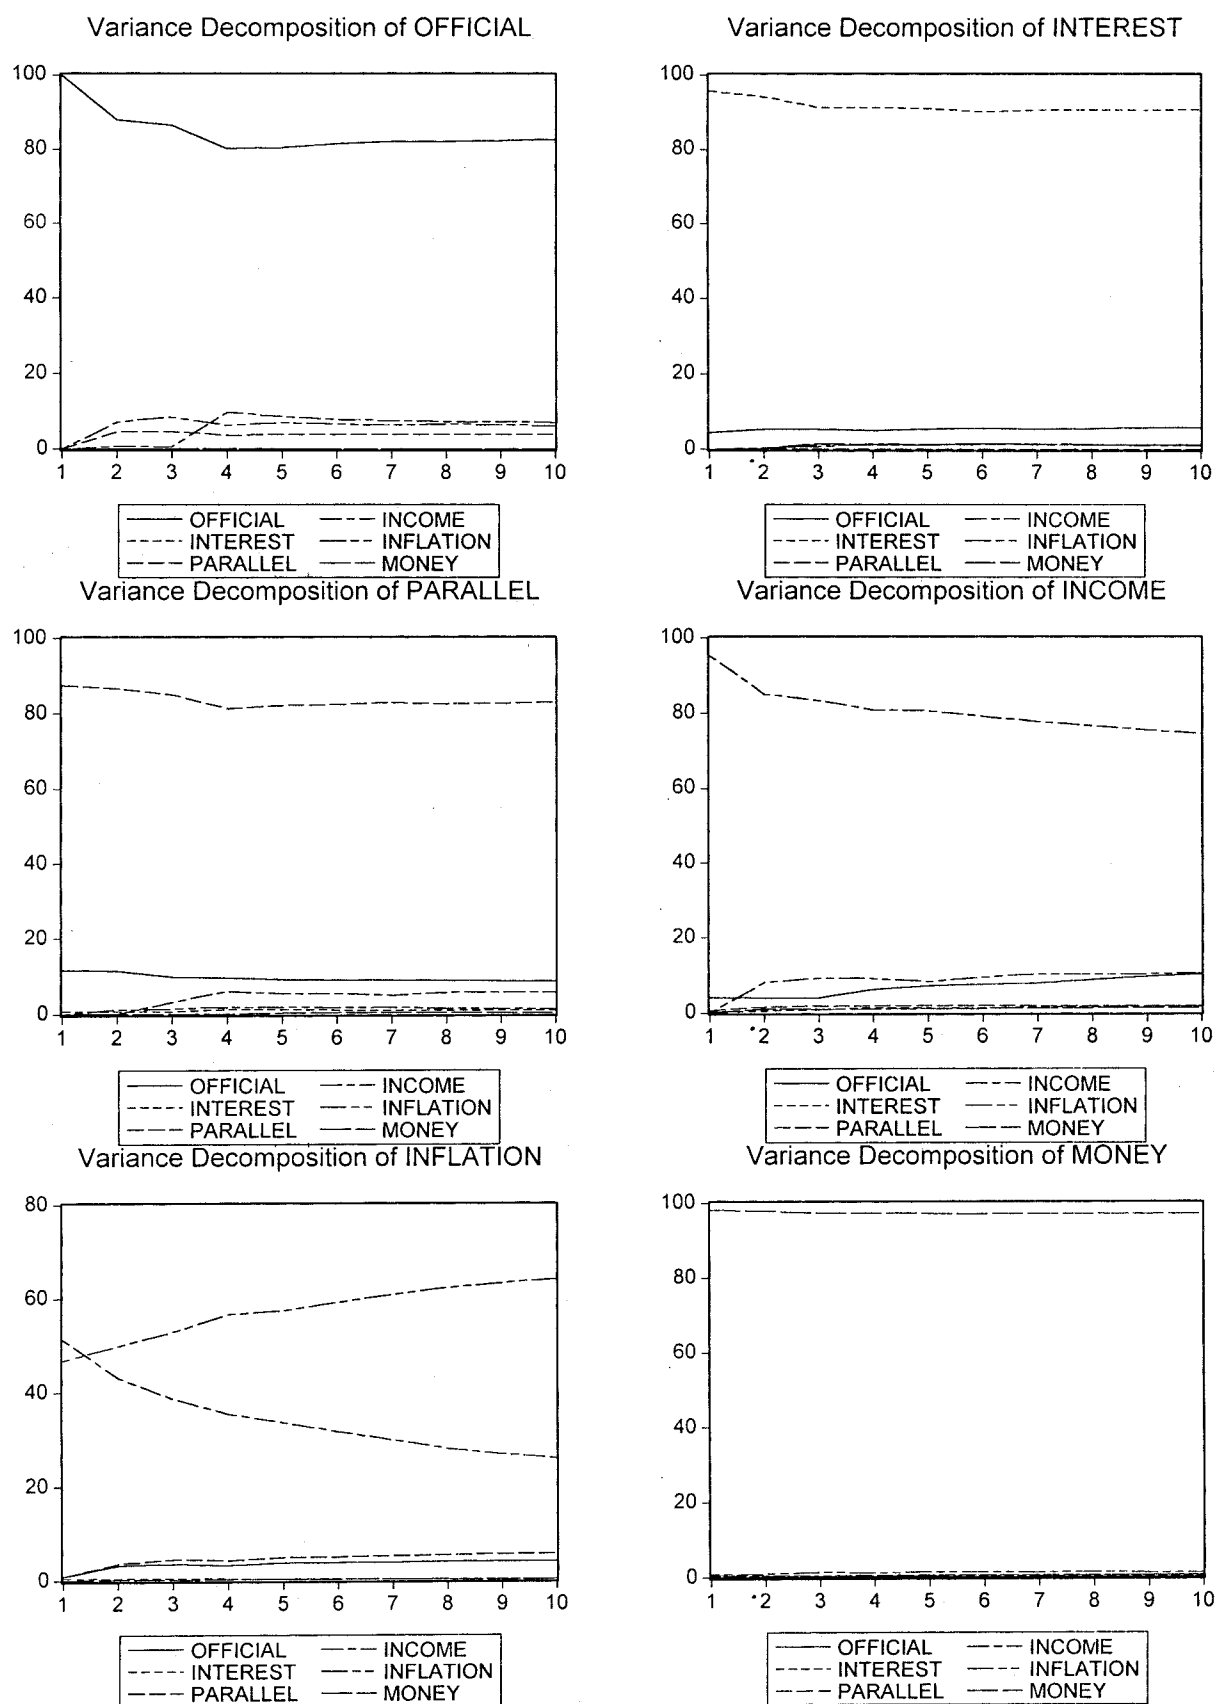 Variance Decomposition of OFFICIAL
100
80
60
40
20
0
1 2 3 4 5 6 7 8 9 10
OFFICIAL INCOME
INTEREST INFLATION
PARALLEL MONEY
Variance Decomposition of INTEREST
100
80
60
40
20
0
1 2 3 4 5 6 7 8 9 10
OFFICIAL INCOME
INTEREST INFLATION
PARALLEL MONEY
Variance Decomposition of PARALLEL
100
80
60
40
20
0
1 2 3 4 5 6 7 8 9 10
OFFICIAL INCOME
INTEREST INFLATION
PARALLEL MONEY
Variance Decomposition of INCOME
100
80
60
40
20
0
1 2 3 4 5 6 7 8 9 10
OFFICIAL INCOME
INTEREST INFLATION
PARALLEL MONEY
Variance Decomposition of INFLATION
80
60
40
20
0
1 2 3 4 5 6 7 8 9 10
OFFICIAL INCOME
INTEREST INFLATION
PARALLEL MONEY
Variance Decomposition of MONEY
100
80
60
40
20
0
1 2 3 4 5 6 7 8 9 10
OFFICIAL INCOME
INTEREST INFLATION
PARALLEL MONEY